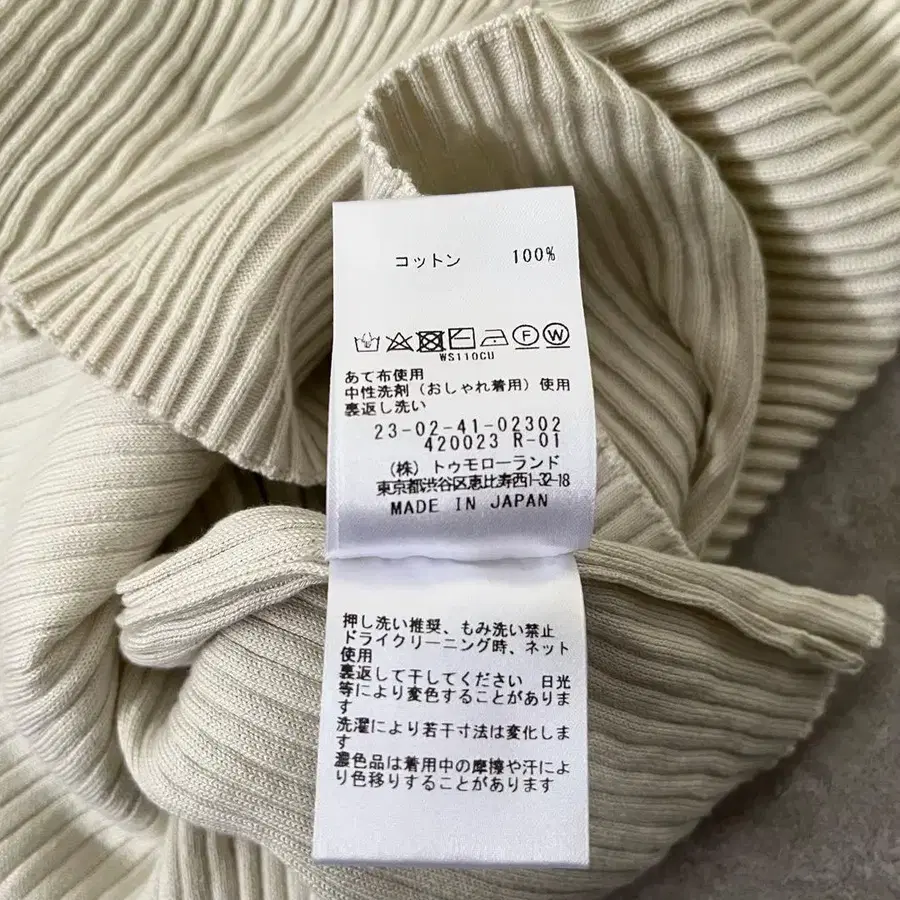 コットン 100%
F W
WS110CU
あて布使用
中性洗剤（おしゃれ着用）使用
裏返し洗い
23-02-41-02302
420023 R-01
（株）トゥモローランド
東京都渋谷区恵比寿西1-32-18
MADE IN JAPAN
押し洗い推奨、もみ洗い禁止
ドライクリーニング時、ネット
使用
裏返して干してください 日光
等により変色することがありま
す
洗濯により若干寸法は変化しま
す
濃色品は着用中の摩擦や汗によ
り色移りすることがあります